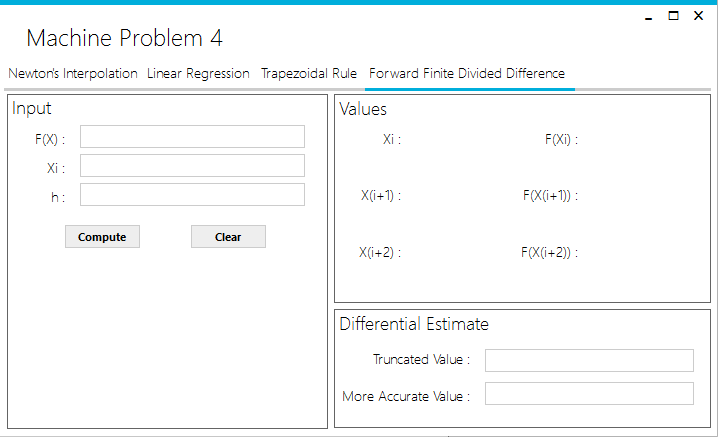 Machine Problem 4
Newton's Interpolation Linear Regression Trapezoidal Rule Forward Finite Divided Difference
Input
F(X) :
Xi :
h :
Compute Clear
Values
Xi : F(Xi) :
X(i+1) : F(X(i+1)) :
X(i+2) : F(X(i+2)) :
Differential Estimate
Truncated Value :
More Accurate Value :